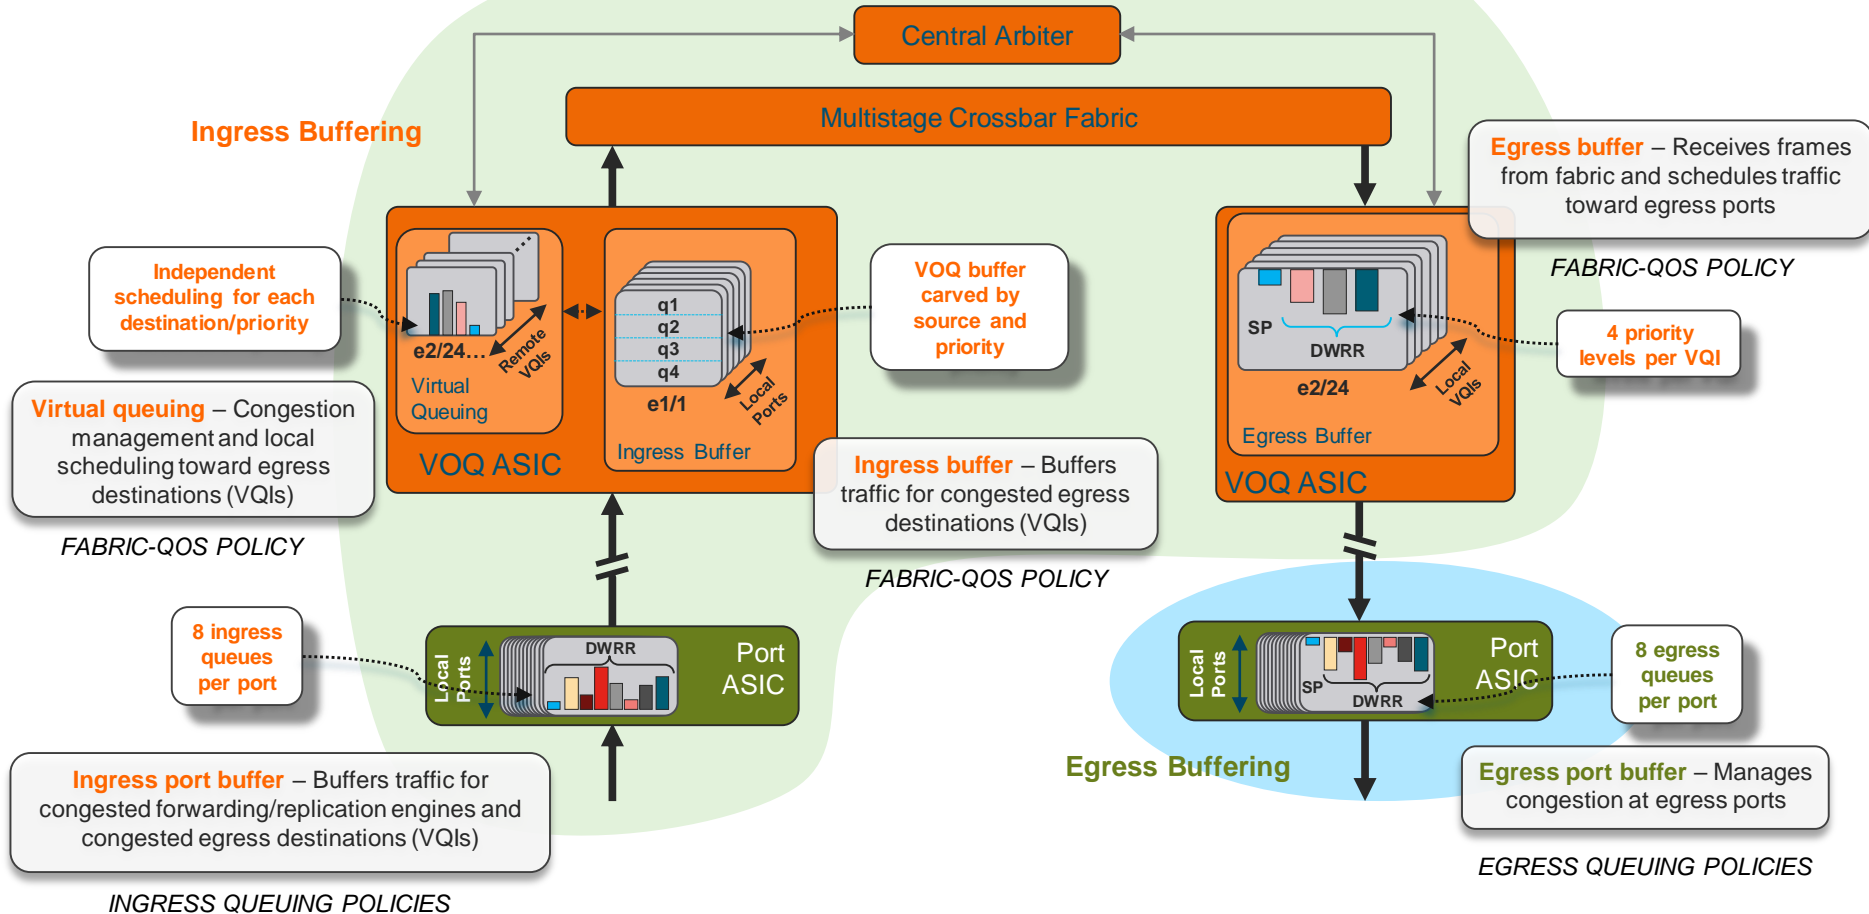 Central Arbiter
Multistage Crossbar Fabric
Ingress Buffering
Egress buffer – Receives frames
from fabric and schedules traffic
toward egress ports
FABRIC-QOS POLICY
Independent
scheduling for each
destination/priority
e2/24...
Remote
VQIs
Virtual
Queuing
VOQ ASIC
q1
q2
q3
q4
e1/1
Local
Ports
Ingress Buffer
VOQ buffer
carved by
source and
priority
SP
DWRR
e2/24
Local
VQIs
Egress Buffer
VOQ ASIC
4 priority
levels per VQI
Virtual queuing – Congestion
management and local
scheduling toward egress
destinations (VQIs)
FABRIC-QOS POLICY
Ingress buffer – Buffers
traffic for congested egress
destinations (VQIs)
FABRIC-QOS POLICY
8 ingress
queues
per port
Local
Ports
DWRR
Port
ASIC
Local
Ports
SP
DWRR
Port
ASIC
8 egress
queues
per port
Egress Buffering
Ingress port buffer – Buffers traffic for
congested forwarding/replication engines and
congested egress destinations (VQIs)
INGRESS QUEUING POLICIES
Egress port buffer – Manages
congestion at egress ports
EGRESS QUEUING POLICIES